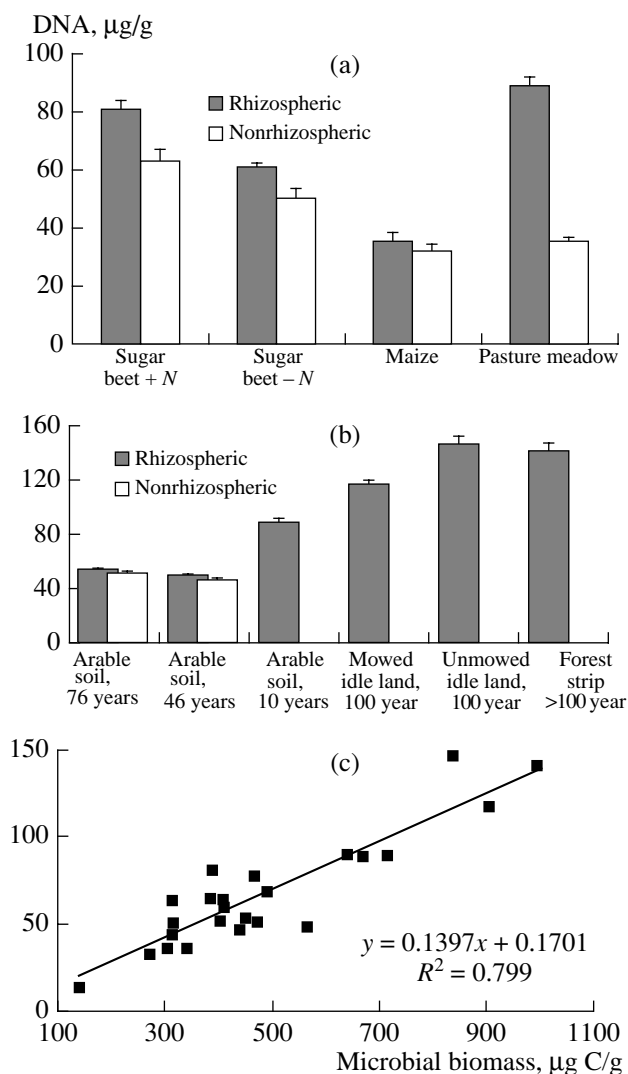 DNA, μg/g
100
80
60
40
20
0
(a)
Rhizospheric
Nonrhizospheric
Sugar beet + N
Sugar beet – N
Maize
Pasture meadow
160
120
80
40
0
(b)
Rhizospheric
Nonrhizospheric
Arable soil, 76 years
Arable soil, 46 years
Arable soil, 10 years
Mowed idle land, 100 year
Unmowed idle land, 100 year
Forest strip >100 year
150
100
50
0
(c)
y = 0.1397x + 0.1701
R² = 0.799
100 300 500 700 900 1100
Microbial biomass, μg C/g